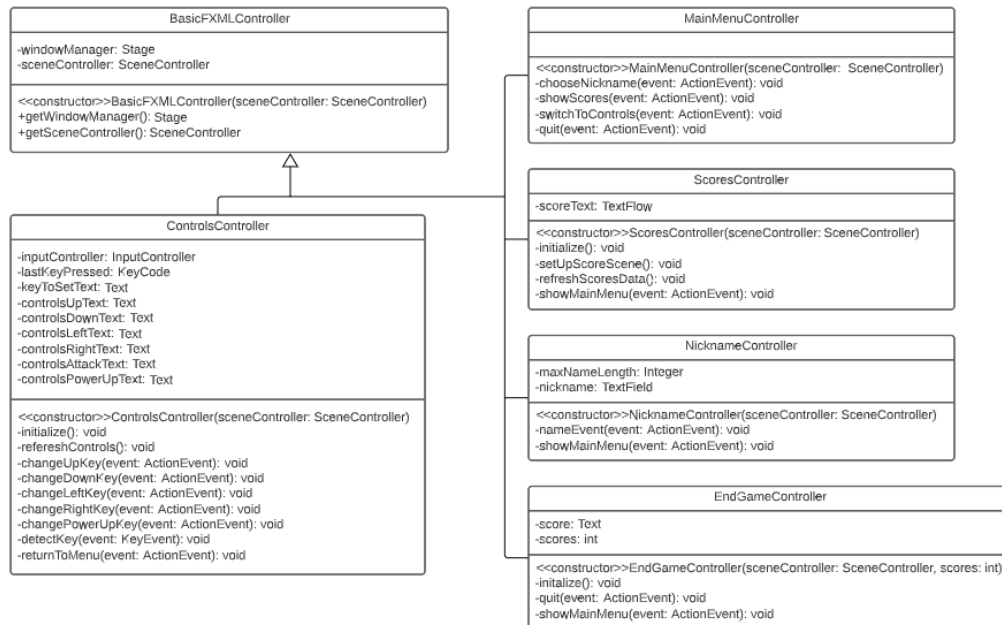 BasicFXMLController
-windowManager: Stage
-sceneController: SceneController
<<constructor>>BasicFXMLController(sceneController: SceneController)
+getWindowManager(): Stage
+getSceneController(): SceneController
ControlsController
-inputController: InputController
-lastKeyPressed: KeyCode
-keyToSetText: Text
-controlsUpText: Text
-controlsDownText: Text
-controlsLeftText: Text
-controlsRightText: Text
-controlsAttackText: Text
-controlsPowerUpText: Text
<<constructor>>ControlsController(sceneController: SceneController)
-initialize(): void
-refereshControls(): void
-changeUpKey(event: ActionEvent): void
-changeDownKey(event: ActionEvent): void
-changeLeftKey(event: ActionEvent): void
-changeRightKey(event: ActionEvent): void
-changePowerUpKey(event: ActionEvent): void
-detectKey(event: KeyEvent): void
-returnToMenu(event: ActionEvent): void
MainMenuController
<<constructor>>MainMenuController(sceneController: SceneController)
-chooseNickname(event: ActionEvent): void
-showScores(event: ActionEvent): void
-switchToControls(event: ActionEvent): void
-quit(event: ActionEvent): void
ScoresController
-scoreText: TextFlow
<<constructor>>ScoresController(sceneController: SceneController)
-initialize(): void
-setUpScoreScene(): void
-refreshScoresData(): void
-showMainMenu(event: ActionEvent): void
NicknameController
-maxNameLength: Integer
-nickname: TextField
<<constructor>>NicknameController(sceneController: SceneController)
-nameEvent(event: ActionEvent): void
-showMainMenu(event: ActionEvent): void
EndGameController
-score: Text
-scores: int
<<constructor>>EndGameController(sceneController: SceneController, scores: int)
-initalize(): void
-quit(event: ActionEvent): void
-showMainMenu(event: ActionEvent): void